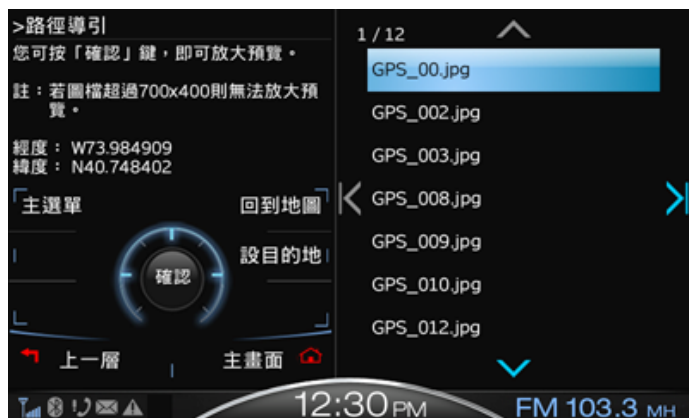 >路徑導引
您可按「確認」鍵，即可放大預覽。
註：若圖檔超過700x400則無法放大預
覽。
經度： W73.984909
緯度： N40.748402
主選單
回到地圖
設目的地
確認
上一層
主畫面
1 / 12
GPS_00.jpg
GPS_002.jpg
GPS_003.jpg
GPS_008.jpg
GPS_009.jpg
GPS_010.jpg
GPS_012.jpg
12:30 PM
FM 103.3 MH